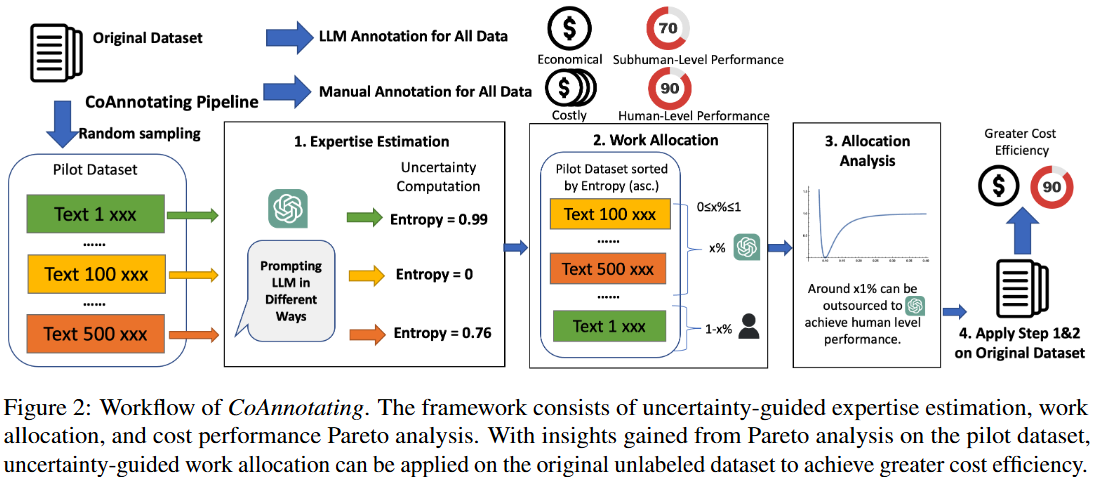 Original Dataset
LLM Annotation for All Data
Economical
70
Subhuman-Level Performance
Manual Annotation for All Data
Costly
90
Human-Level Performance
CoAnnotating Pipeline
Random sampling
Pilot Dataset
Text 1 xxx
......
Text 100 xxx
......
Text 500 xxx
1. Expertise Estimation
Uncertainty
Computation
Entropy = 0.99
Prompting
LLM in
Different
Ways
Entropy = 0
Entropy = 0.76
2. Work Allocation
Pilot Dataset sorted
by Entropy (asc.)
Text 100 xxx
......
Text 500 xxx
......
Text 1 xxx
0≤x%≤1
x%
1-x%
3. Allocation
Analysis
Around x1% can be
outsourced to
achieve human level
performance.
Greater Cost
Efficiency
$
90
4. Apply Step 1&2
on Original Dataset
Figure 2: Workflow of CoAnnotating. The framework consists of uncertainty-guided expertise estimation, work
allocation, and cost performance Pareto analysis. With insights gained from Pareto analysis on the pilot dataset,
uncertainty-guided work allocation can be applied on the original unlabeled dataset to achieve greater cost efficiency.